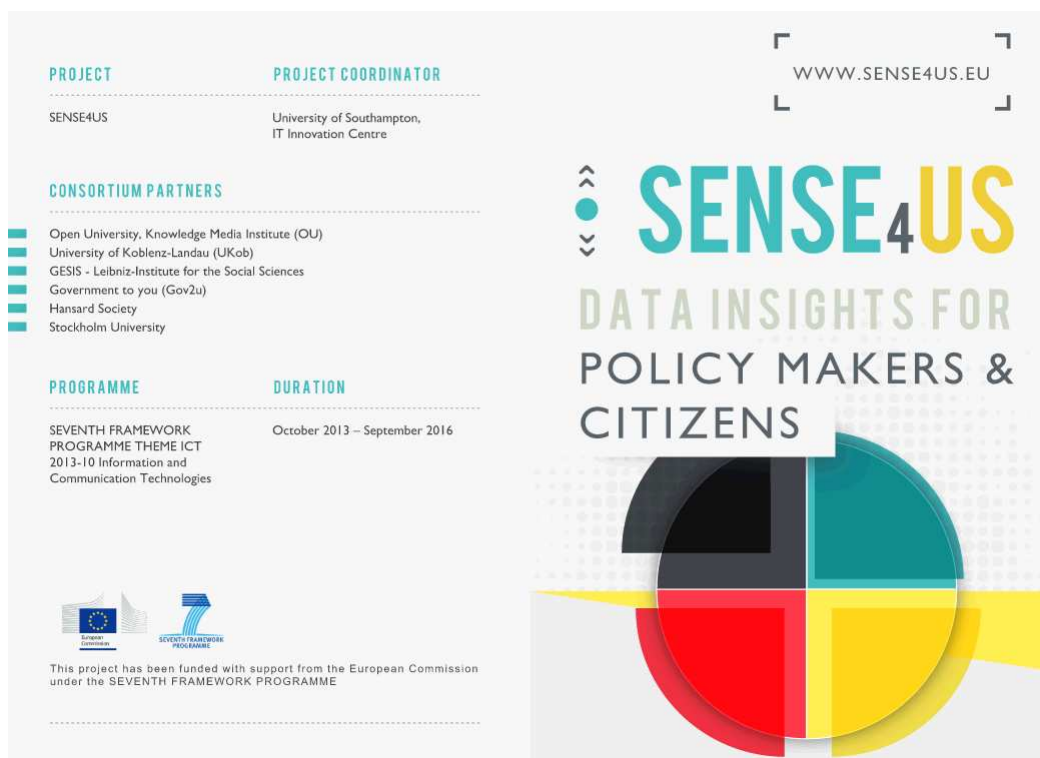 PROJECT
PROJECT COORDINATOR
SENSE4US
University of Southampton,
IT Innovation Centre
CONSORTIUM PARTNERS
Open University, Knowledge Media Institute (OU)
University of Koblenz-Landau (UKob)
GESIS - Leibniz-Institute for the Social Sciences
Government to you (Gov2u)
Hansard Society
Stockholm University
PROGRAMME
DURATION
SEVENTH FRAMEWORK
PROGRAMME THEME ICT
2013-10 Information and
Communication Technologies
October 2013 – September 2016
European
Commission
SEVENTH FRAMEWORK
PROGRAMME
This project has been funded with support from the European Commission
under the SEVENTH FRAMEWORK PROGRAMME
WWW.SENSE4US.EU
SENSE4US
DATA INSIGHTS FOR
POLICY MAKERS &
CITIZENS